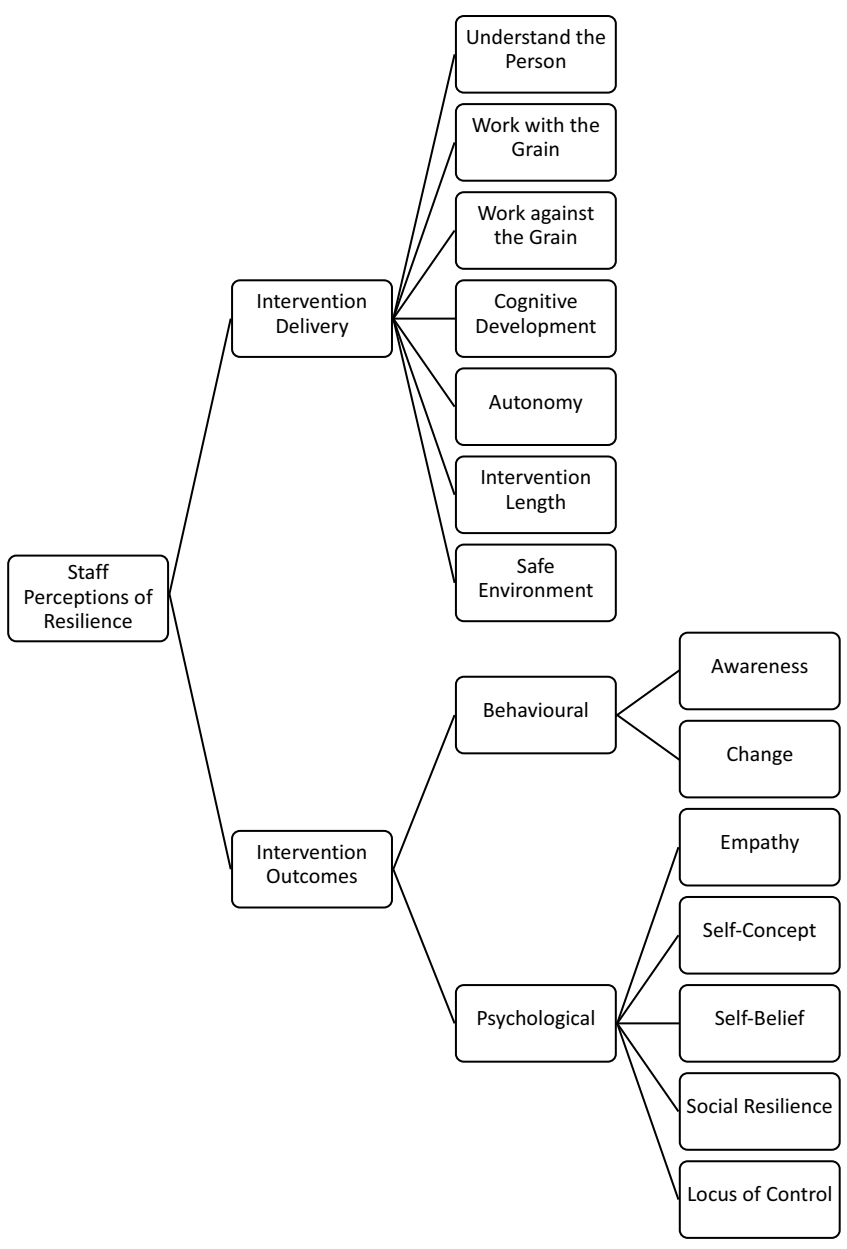 Understand the
Person
Work with the
Grain
Work against
the Grain
Intervention
Delivery
Cognitive
Development
Autonomy
Intervention
Length
Safe
Environment
Staff
Perceptions of
Resilience
Awareness
Behavioural
Change
Intervention
Outcomes
Empathy
Self-Concept
Psychological
Self-Belief
Social Resilience
Locus of Control